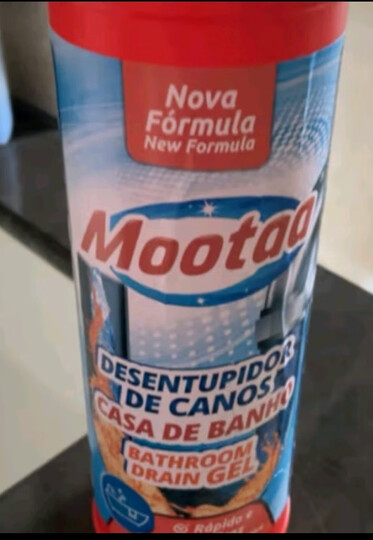 Nova
Fórmula
New Formula
Mootaa
DESENTUPIDOR
DE CANOS
CASA DE BANHO
BATHROOM
DRAIN GEL
Rápido e